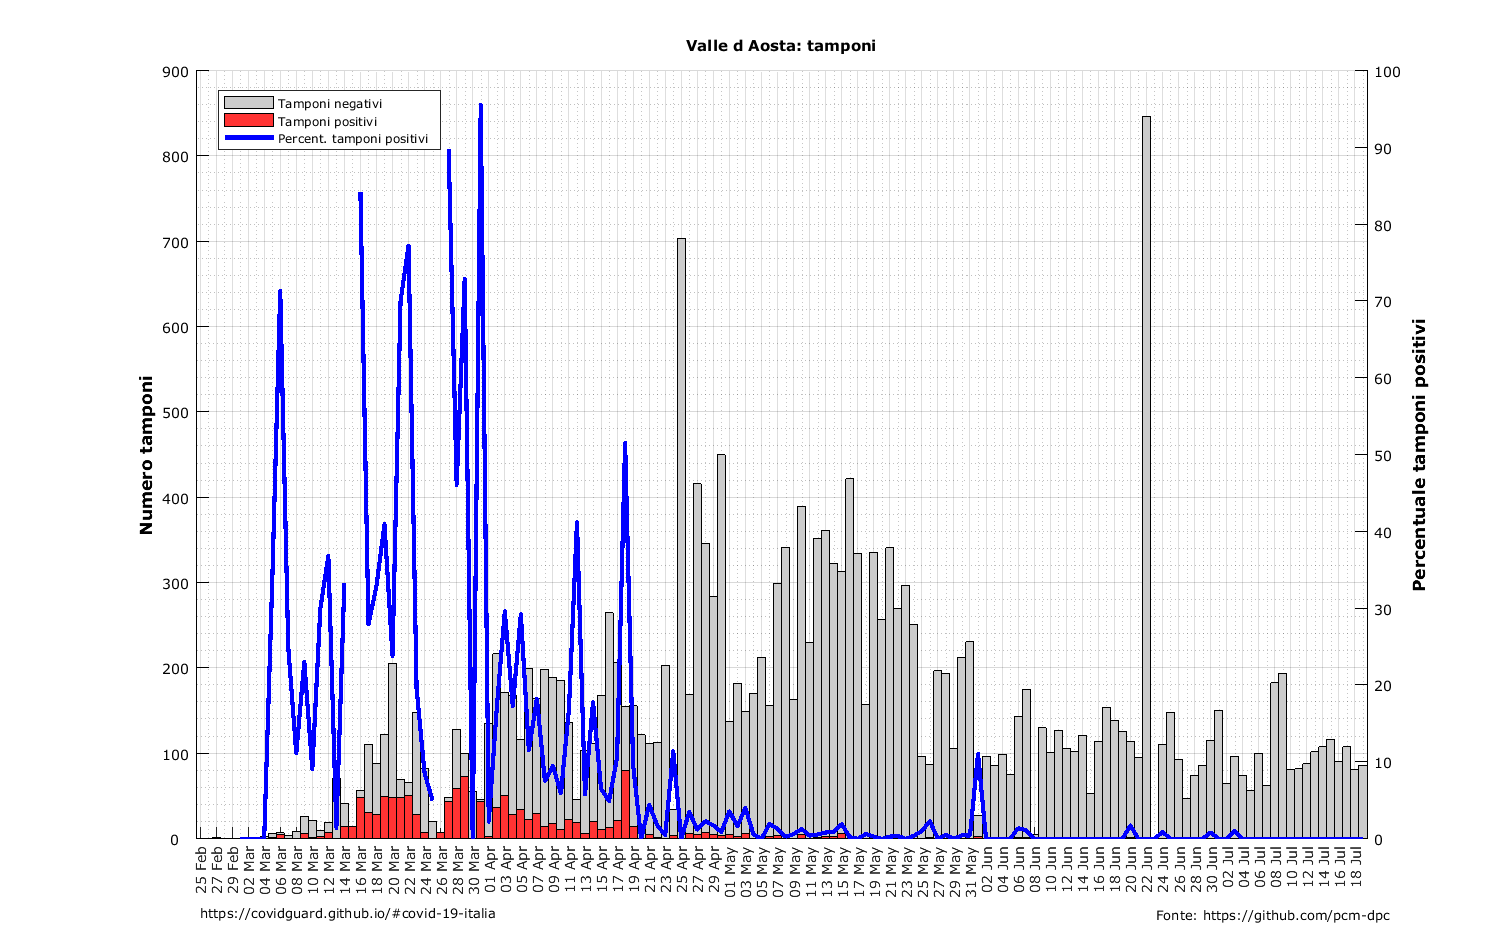 Valle d Aosta: tamponi
Tamponi negativi
Tamponi positivi
Percent. tamponi positivi
Numero tamponi
900
800
700
600
500
400
300
200
100
0
Percentuale tamponi positivi
100
90
80
70
60
50
40
30
20
10
0
25 Feb
27 Feb
29 Feb
02 Mar
04 Mar
06 Mar
08 Mar
10 Mar
12 Mar
14 Mar
16 Mar
18 Mar
20 Mar
22 Mar
24 Mar
26 Mar
28 Mar
30 Mar
01 Apr
03 Apr
05 Apr
07 Apr
09 Apr
11 Apr
13 Apr
15 Apr
17 Apr
19 Apr
21 Apr
23 Apr
25 Apr
27 Apr
29 Apr
01 May
03 May
05 May
07 May
09 May
11 May
13 May
15 May
17 May
19 May
21 May
23 May
25 May
27 May
29 May
31 May
02 Jun
04 Jun
06 Jun
08 Jun
10 Jun
12 Jun
14 Jun
16 Jun
18 Jun
20 Jun
22 Jun
24 Jun
26 Jun
28 Jun
30 Jun
02 Jul
04 Jul
06 Jul
08 Jul
10 Jul
12 Jul
14 Jul
16 Jul
18 Jul
https://covidguard.github.io/#covid-19-italia
Fonte: https://github.com/pcm-dpc